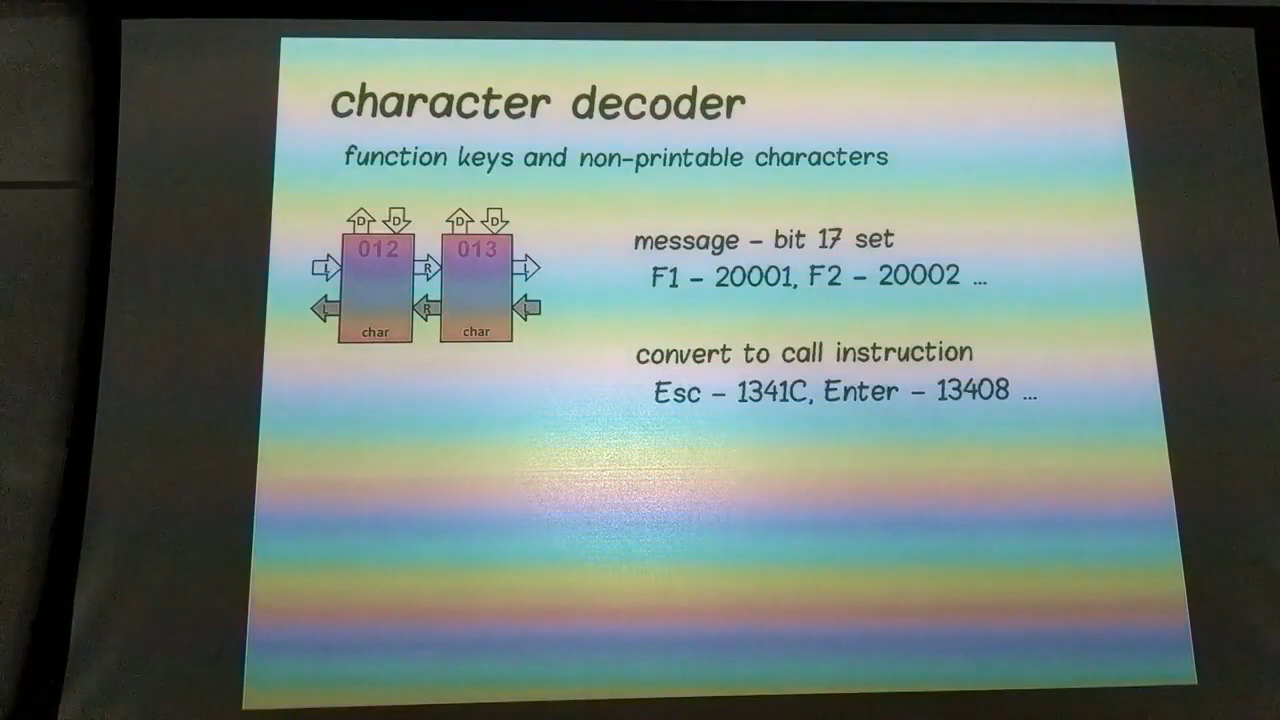 character decoder
function keys and non-printable characters
D D D D
012 013
L R L
L R L
char char
message – bit 17 set
F1 – 20001, F2 – 20002 ...
convert to call instruction
Esc – 1341C, Enter – 13408 ...